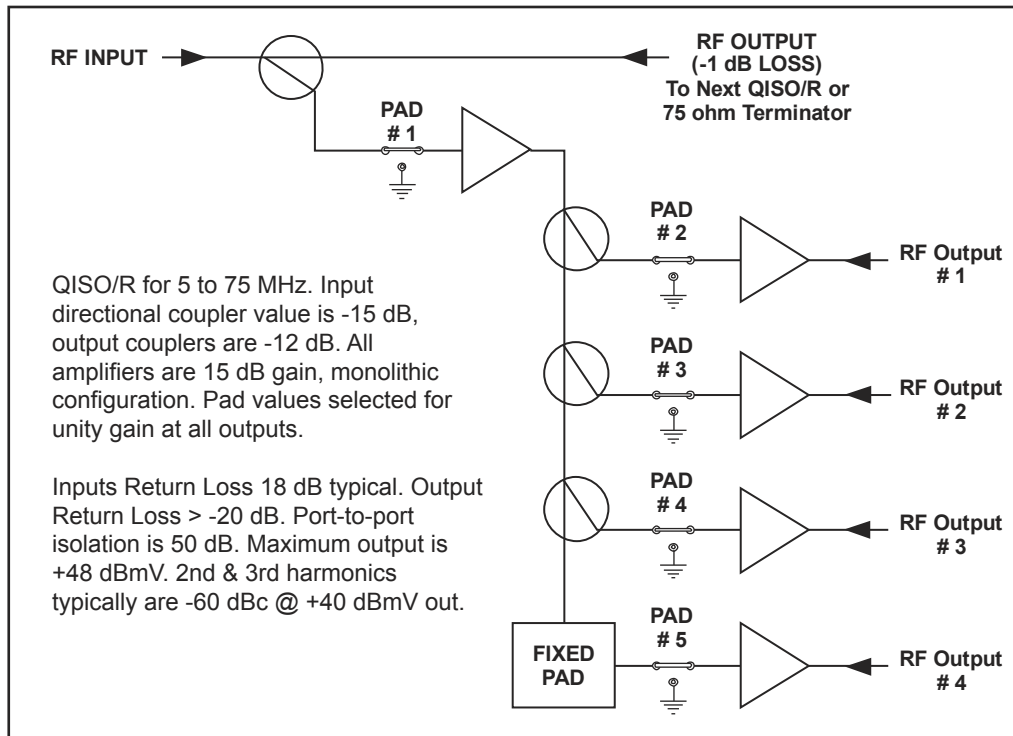 RF INPUT
RF OUTPUT
(-1 dB LOSS)
To Next QISO/R or
75 ohm Terminator
PAD
# 1
PAD
# 2
RF Output
# 1
QISO/R for 5 to 75 MHz. Input
directional coupler value is -15 dB,
output couplers are -12 dB. All
amplifiers are 15 dB gain, monolithic
configuration. Pad values selected for
unity gain at all outputs.
PAD
# 3
RF Output
# 2
Inputs Return Loss 18 dB typical. Output
Return Loss > -20 dB. Port-to-port
isolation is 50 dB. Maximum output is
+48 dBmV. 2nd & 3rd harmonics
typically are -60 dBc @ +40 dBmV out.
PAD
# 4
RF Output
# 3
FIXED
PAD
PAD
# 5
RF Output
# 4